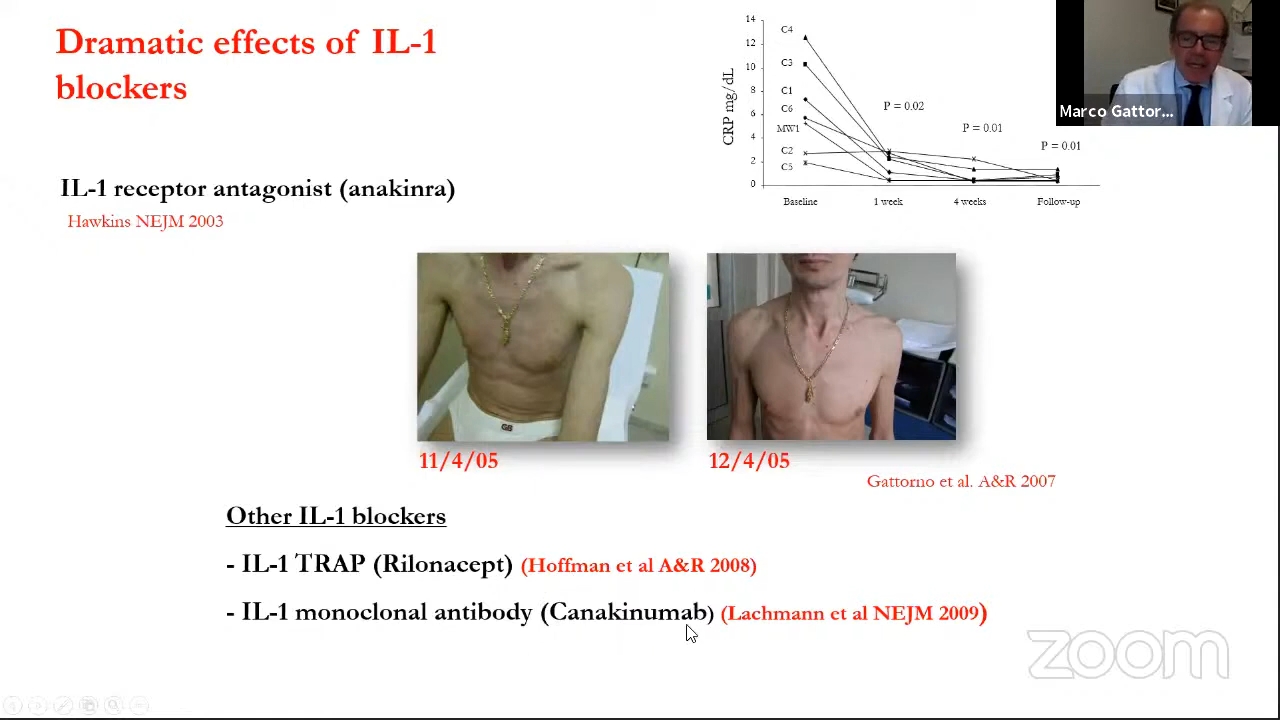 Dramatic effects of IL-1
blockers
IL-1 receptor antagonist (anakinra)
Hawkins NEJM 2003
CRP mg/dL
14
12
10
8
6
4
2
0
C4
C3
C1
C6
MW1
C2
C5
P = 0.02
P = 0.01
P = 0.01
Baseline
1 week
4 weeks
Follow-up
Marco Gattor...
GB
11/4/05
12/4/05
Gattorno et al. A&R 2007
Other IL-1 blockers
- IL-1 TRAP (Rilonacept) (Hoffman et al A&R 2008)
- IL-1 monoclonal antibody (Canakinumab) (Lachmann et al NEJM 2009)
zoom